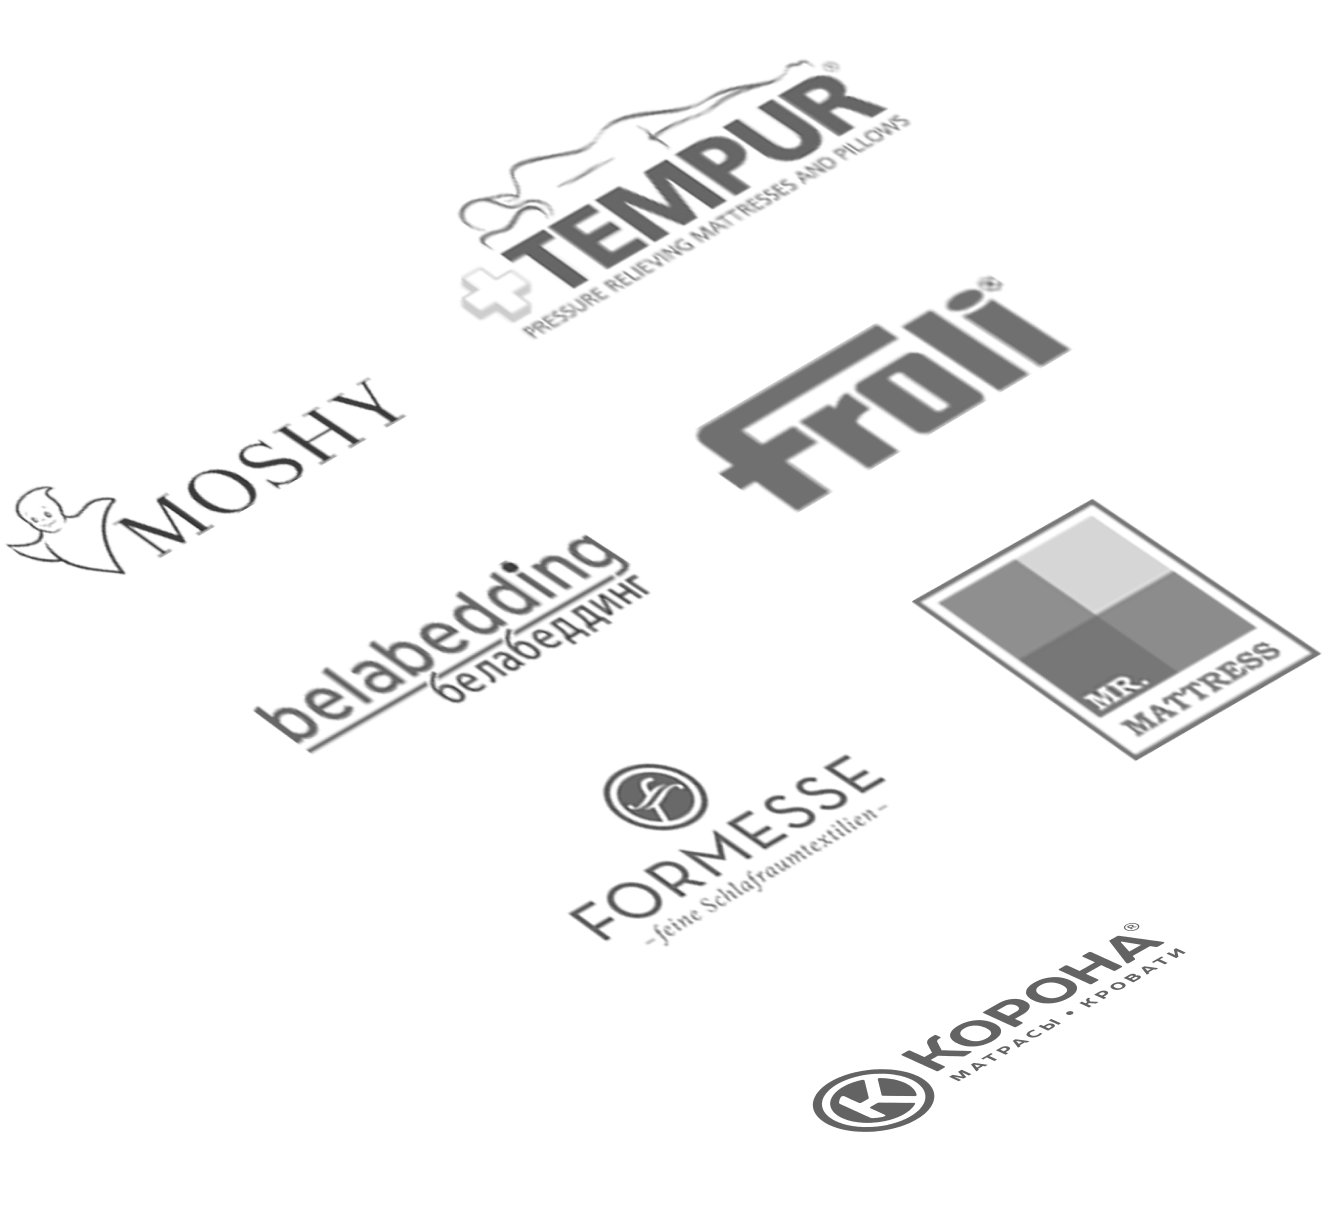 TEMPUR®
PRESSURE RELIEVING MATTRESSES AND PILLOWS
froli®
MOSHY
belabedding
белабеддинг
MR.
MATTRESS
FORMESSE
–feine Schlafraumtextilien–
КОРОНА®
МАТРАСЫ • КРОВАТИ